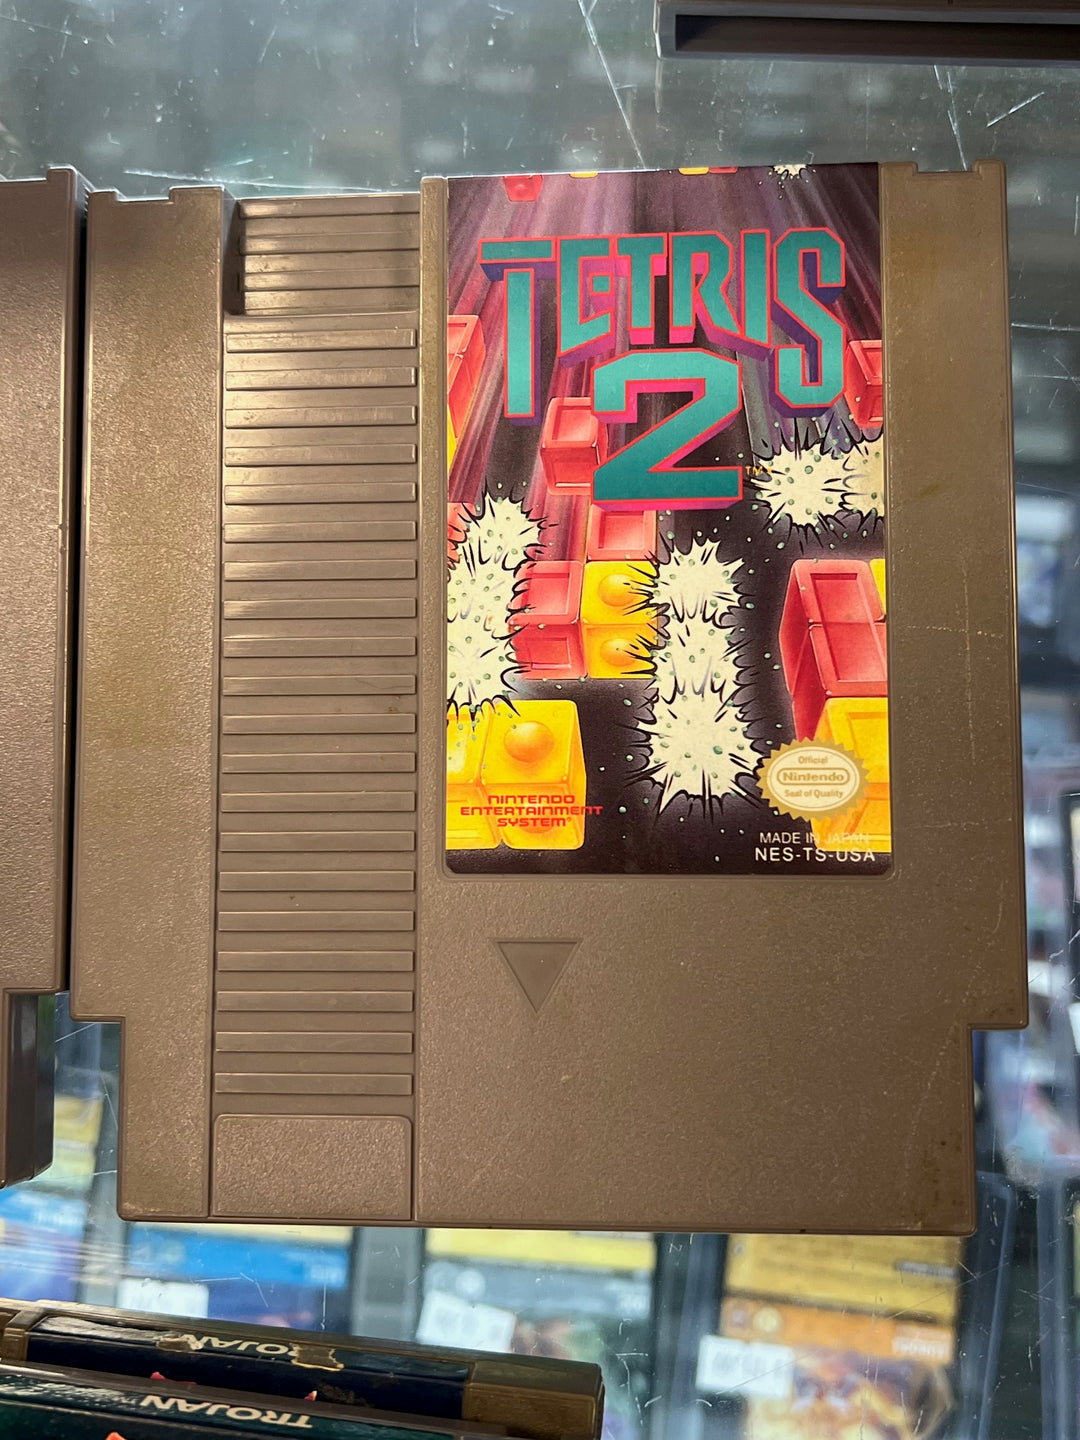 TETRIS
2
TM
Official
Nintendo
Seal of Quality
NINTENDO
ENTERTAINMENT
SYSTEM®
MADE IN JAPAN
NES-TS-USA
TROJAN
TROJAN